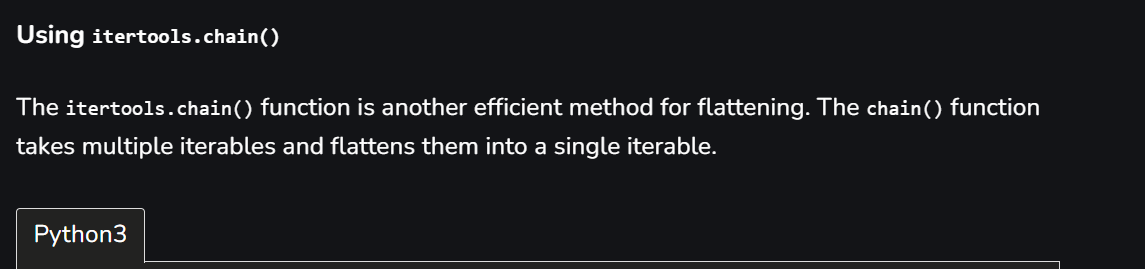 Using itertools.chain()
The itertools.chain() function is another efficient method for flattening. The chain() function
takes multiple iterables and flattens them into a single iterable.
Python3